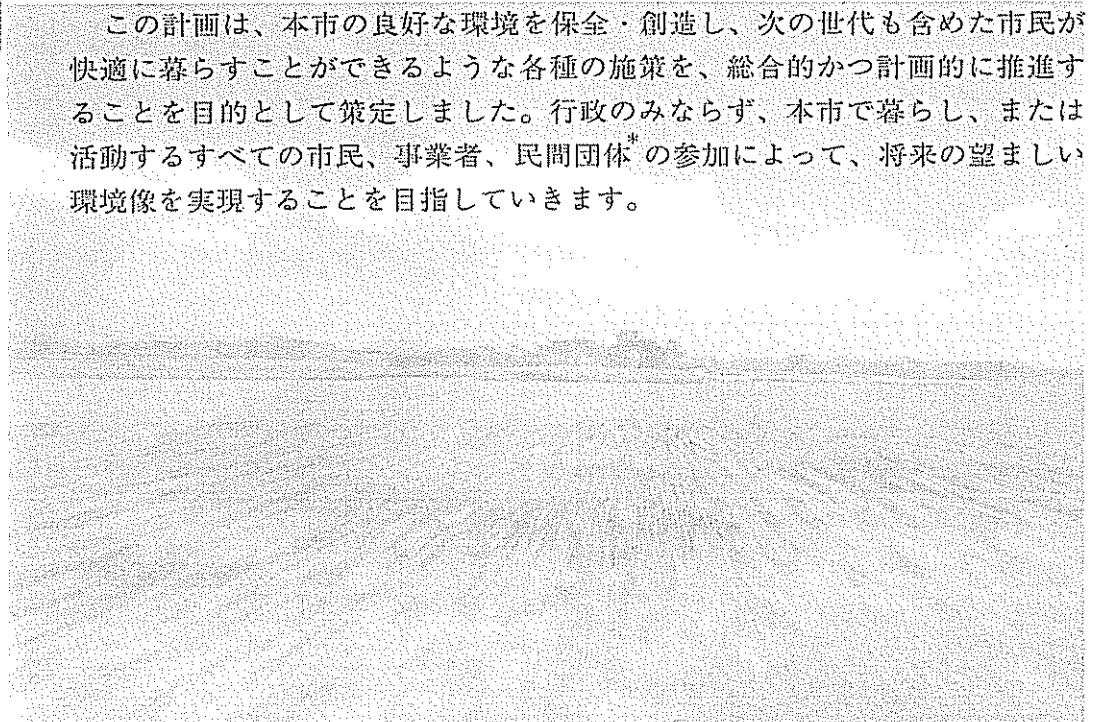 この計画は、本市の良好な環境を保全・創造し、次の世代も含めた市民が
快適に暮らすことができるような各種の施策を、総合的かつ計画的に推進す
ることを目的として策定しました。行政のみならず、本市で暮らし、または
活動するすべての市民、事業者、民間団体*の参加によって、将来の望ましい
環境像を実現することを目指していきます。